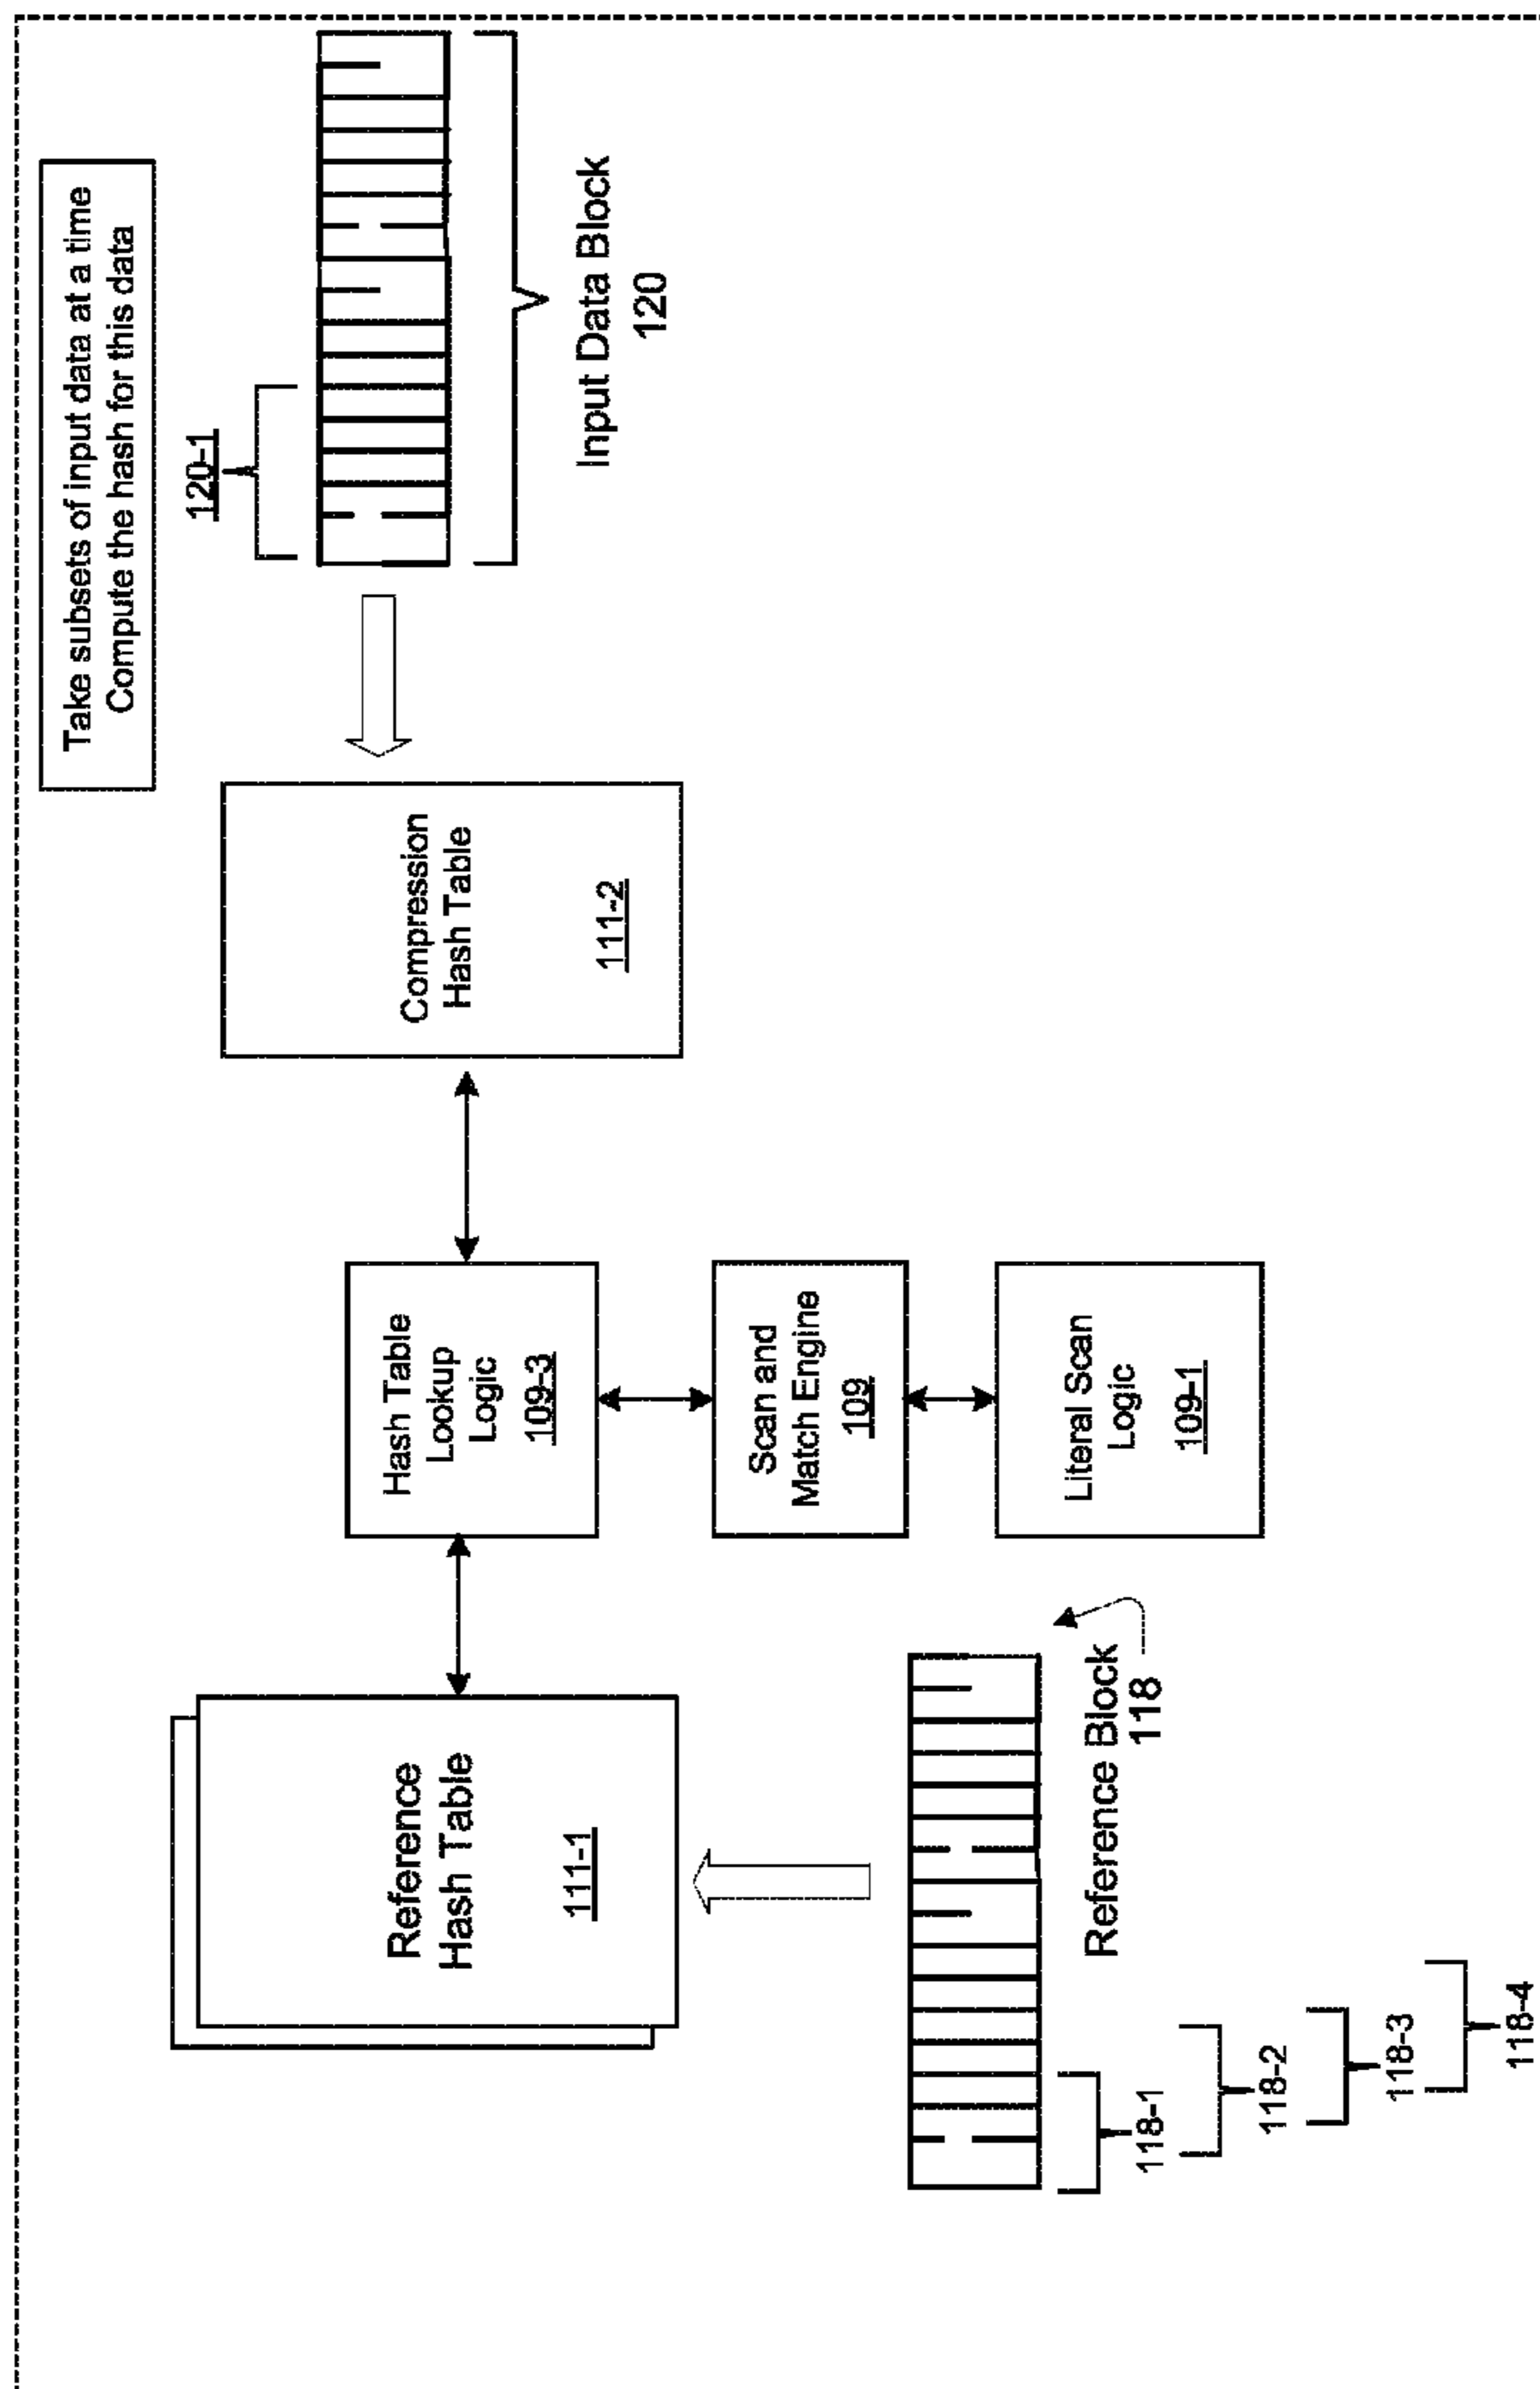 Take subsets of input data at a time
Compute the hash for this data
120-1
Input Data Block
120
Compression
Hash Table
111-2
Hash Table
Lookup
Logic
109-3
Scan and
Match Engine
109
Literal Scan
Logic
109-1
Reference
Hash Table
111-1
Reference Block
118
118-1
118-2
118-3
118-4